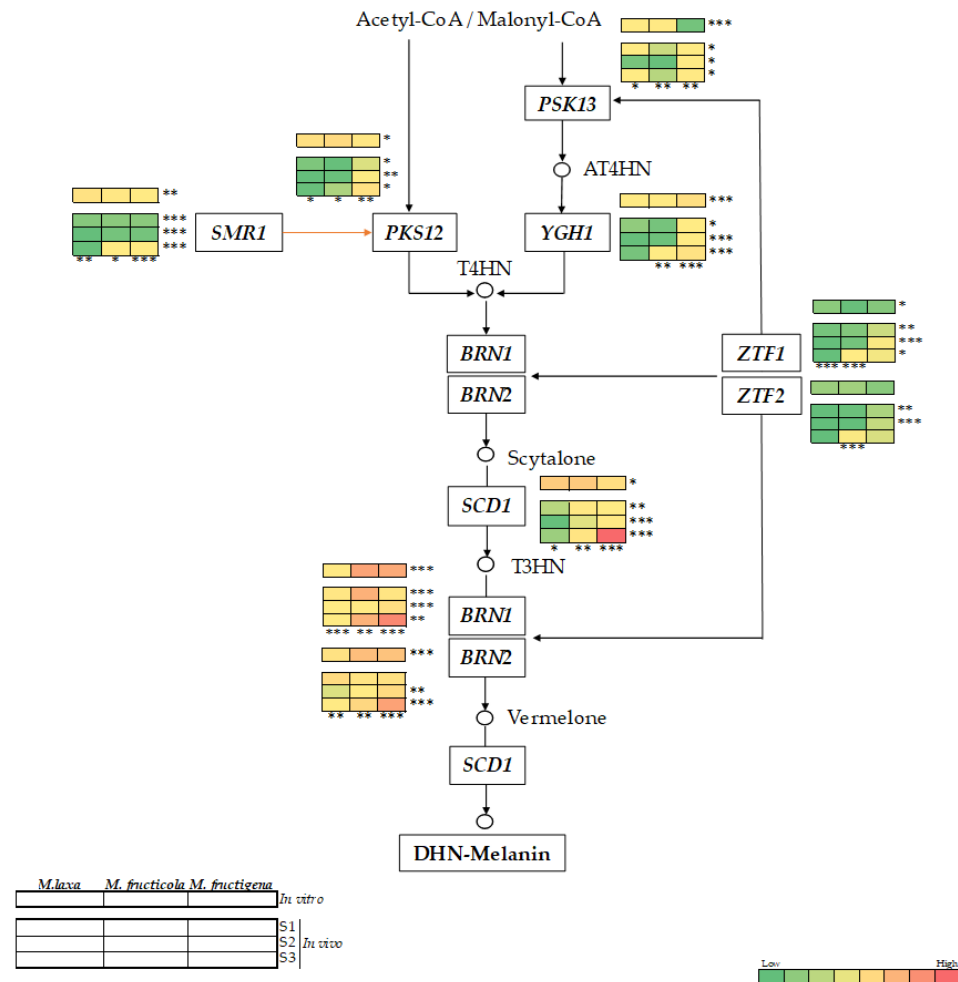 Acetyl-CoA / Malonyl-CoA
***
*
*
*
* ** **
PSK13
*
*
**
*
* * **
AT4HN
**
***
***
***
** * ***
SMR1
PKS12
YGH1
***
*
***
***
** ***
T4HN
BRN1
BRN2
*
**
***
*
*** ***
ZTF1
ZTF2
**
***
***
Scytalone
SCD1
*
**
***
***
* ** ***
T3HN
***
***
***
**
*** ** ***
BRN1
BRN2
***
**
***
** ** ***
Vermelone
SCD1
DHN-Melanin
M.laxa M. fructicola M. fructigena
In vitro
S1
S2 In vivo
S3
Low High